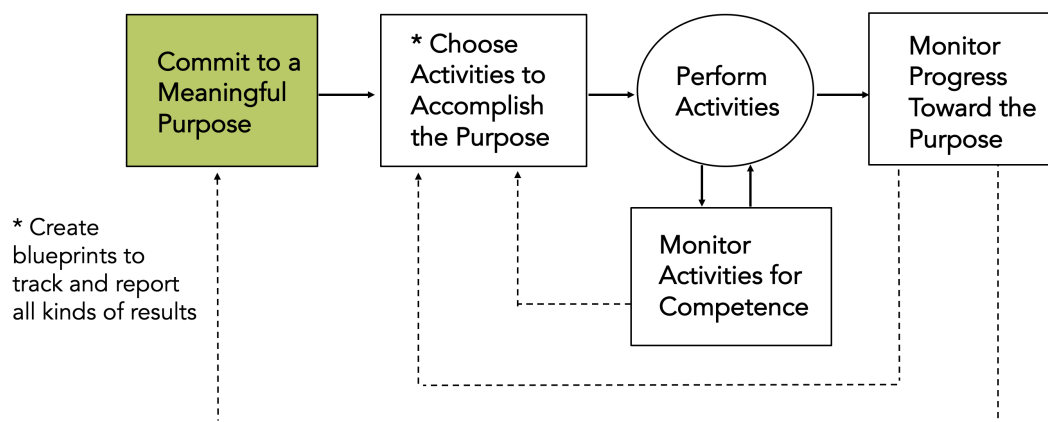 Commit to a
Meaningful
Purpose
* Choose
Activities to
Accomplish
the Purpose
Perform
Activities
Monitor
Progress
Toward the
Purpose
Monitor
Activities for
Competence
* Create
blueprints to
track and report
all kinds of results